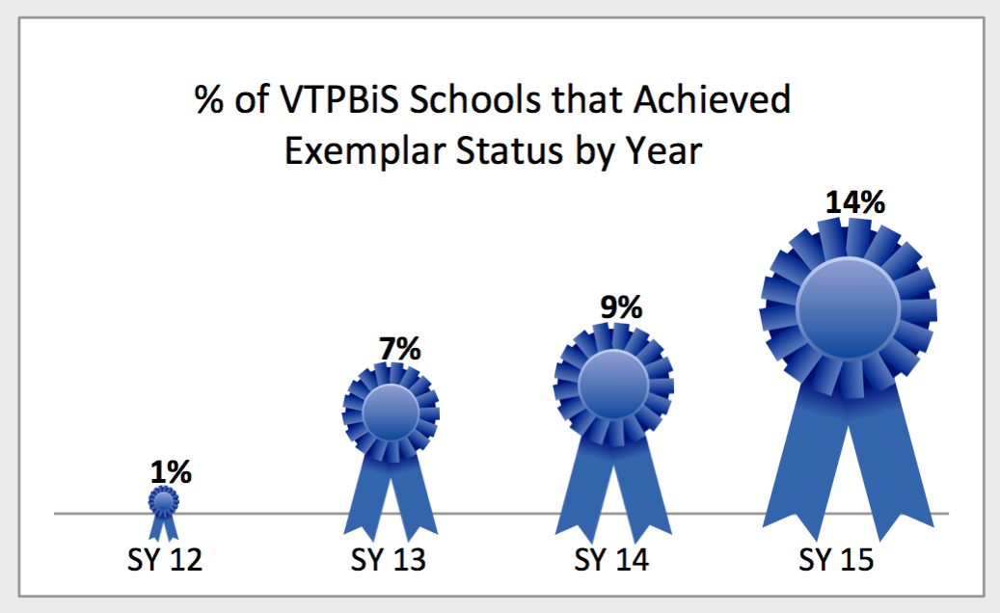 % of VTPBiS Schools that Achieved
Exemplar Status by Year
1%
7%
9%
14%
SY 12
SY 13
SY 14
SY 15